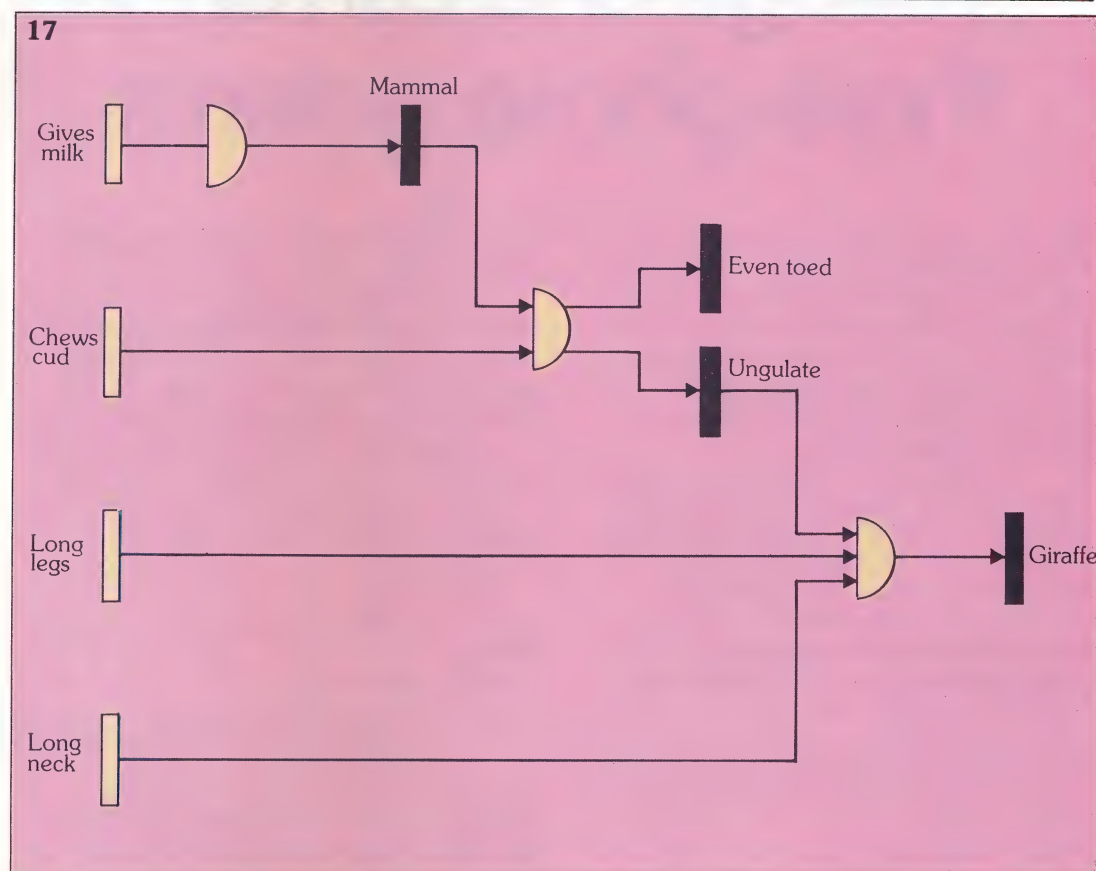 17
Mammal
Gives
milk
Even toed
Chews
cud
Ungulate
Long
legs
Giraffe
Long
neck